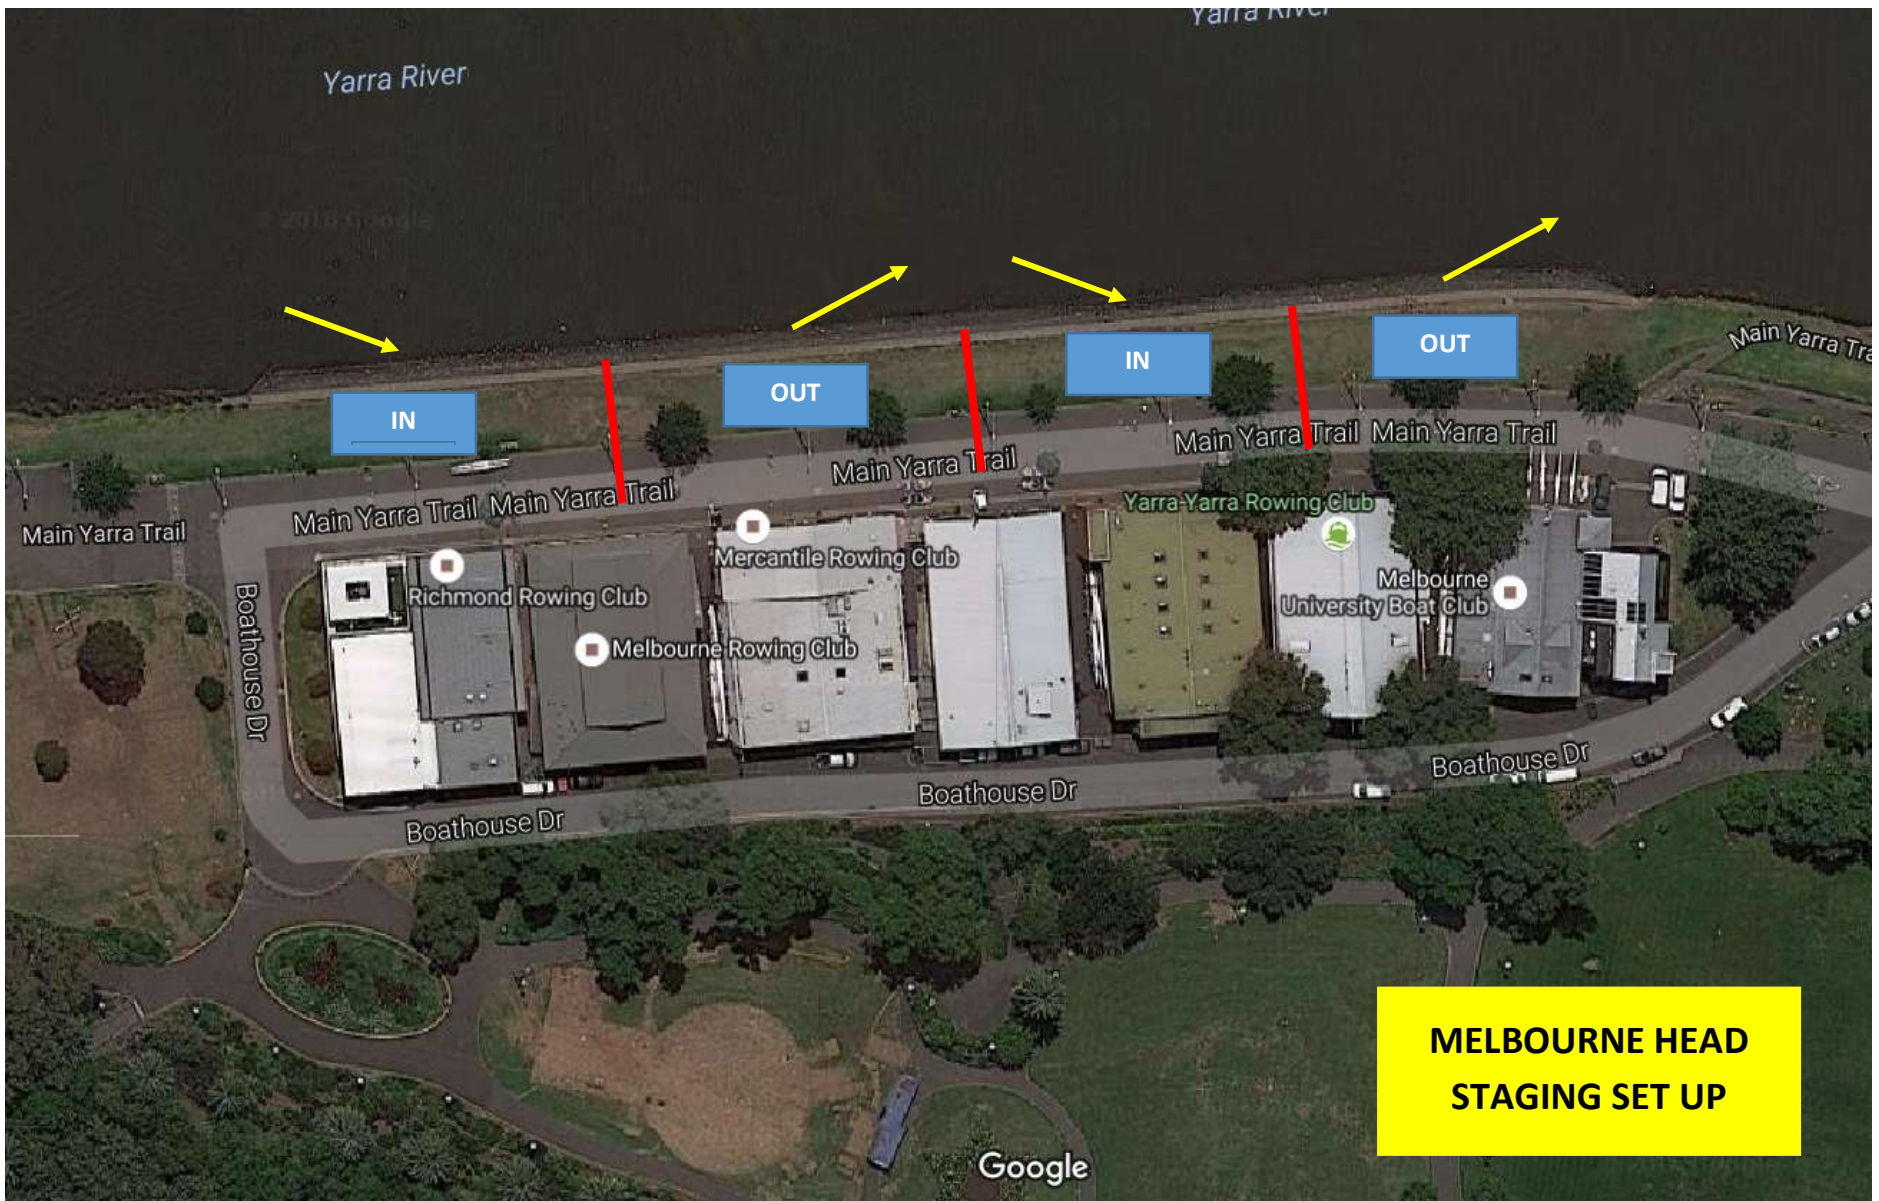 Yarra River
Yarra River
© 2016 Google
IN
OUT
IN
OUT
Main Yarra Trail
Main Yarra Trail
Main Yarra Trail
Main Yarra Trail
Main Yarra Trail
Main Yarra Trail
Main Yarra Tra
Yarra Yarra Rowing Club
Mercantile Rowing Club
Richmond Rowing Club
Melbourne
University Boat Club
Melbourne Rowing Club
Boathouse Dr
Boathouse Dr
Boathouse Dr
Boathouse Dr
MELBOURNE HEAD
STAGING SET UP
Google